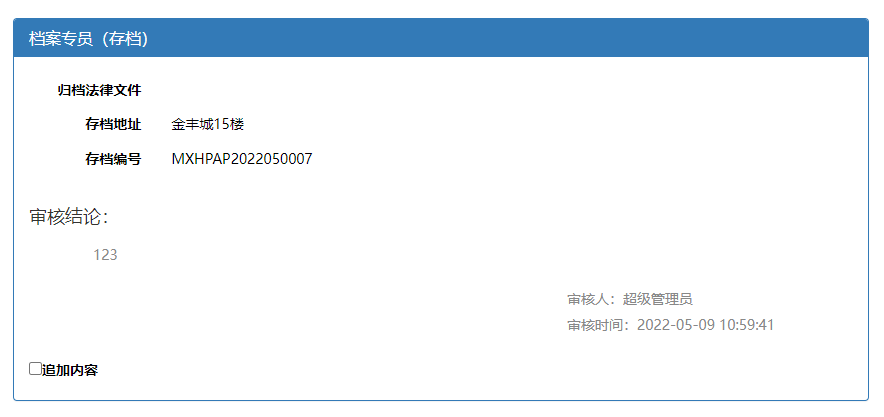 档案专员（存档）
归档法律文件
存档地址 金丰城15楼
存档编号 MXHPAP2022050007
审核结论：
123
审核人：超级管理员
审核时间：2022-05-09 10:59:41
追加内容